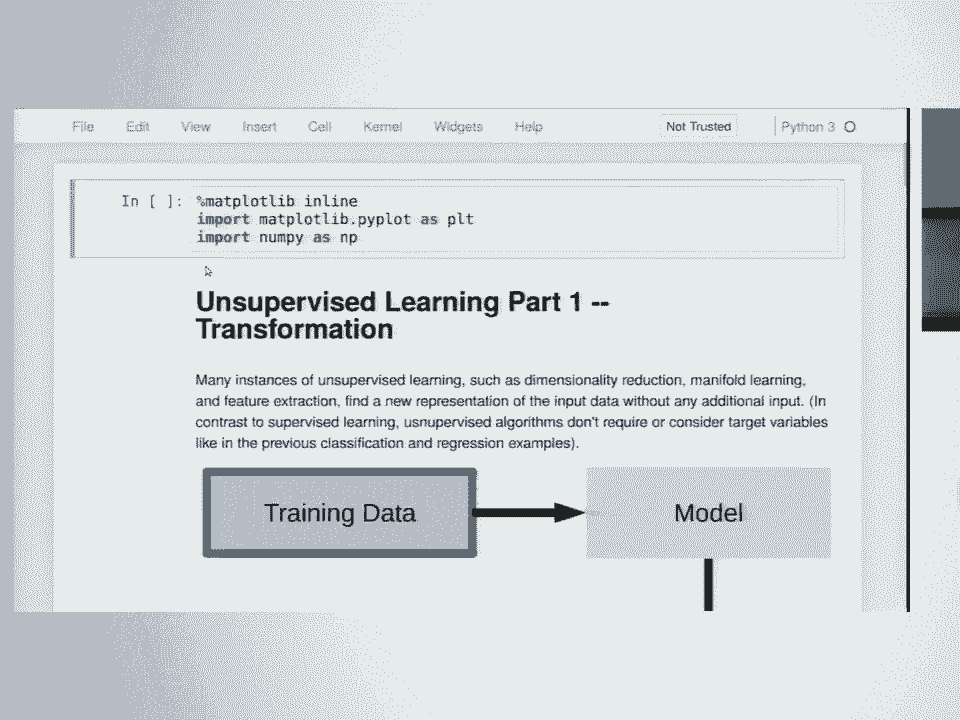 File Edit View Insert Cell Kernel Widgets Help Not Trusted Python 3
In [ ]: %matplotlib inline
import matplotlib.pyplot as plt
import numpy as np
Unsupervised Learning Part 1 --
Transformation
Many instances of unsupervised learning, such as dimensionality reduction, manifold learning,
and feature extraction, find a new representation of the input data without any additional input. (In
contrast to supervised learning, usnupervised algorithms don't require or consider target variables
like in the previous classification and regression examples).
Training Data Model